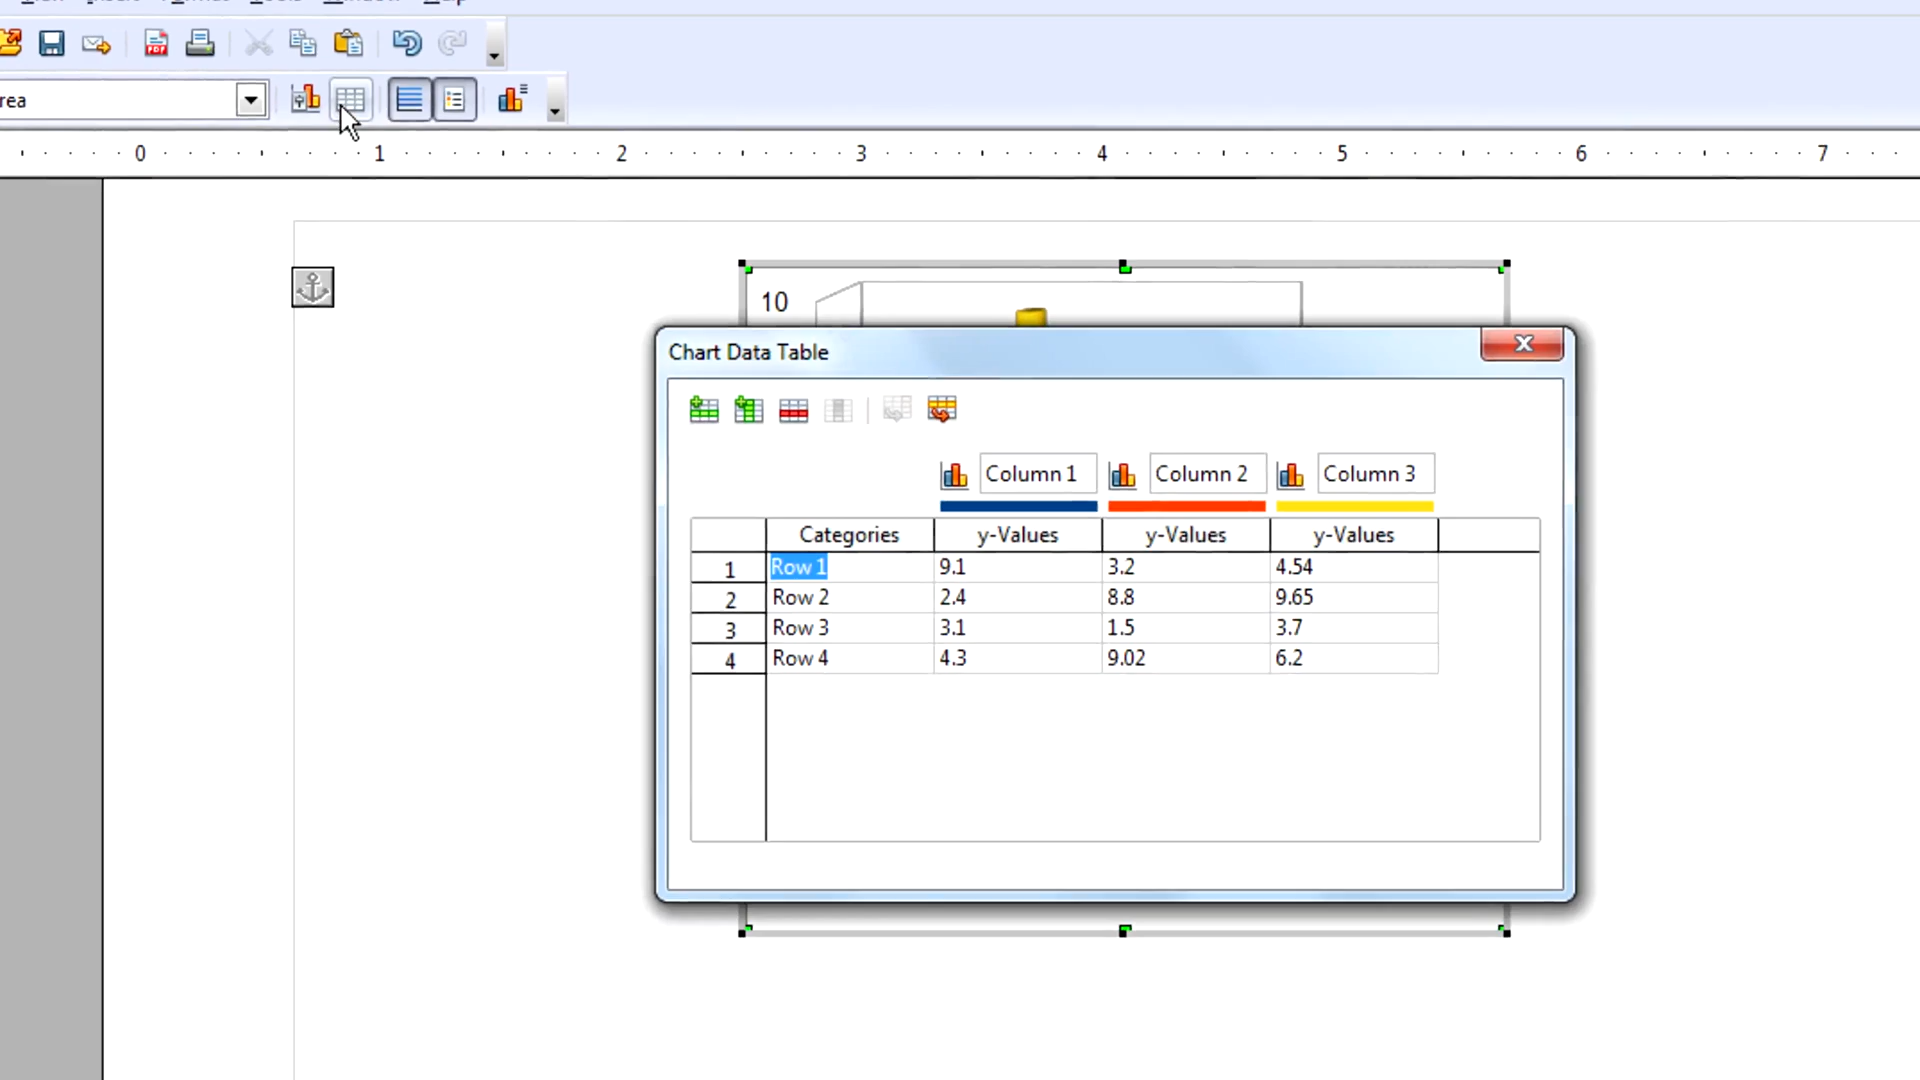 PDF
rea
0 1 2 3 4 5 6 7
10
Chart Data Table
Column 1 Column 2 Column 3
Categories y-Values y-Values y-Values
1 Row 1 9.1 3.2 4.54
2 Row 2 2.4 8.8 9.65
3 Row 3 3.1 1.5 3.7
4 Row 4 4.3 9.02 6.2